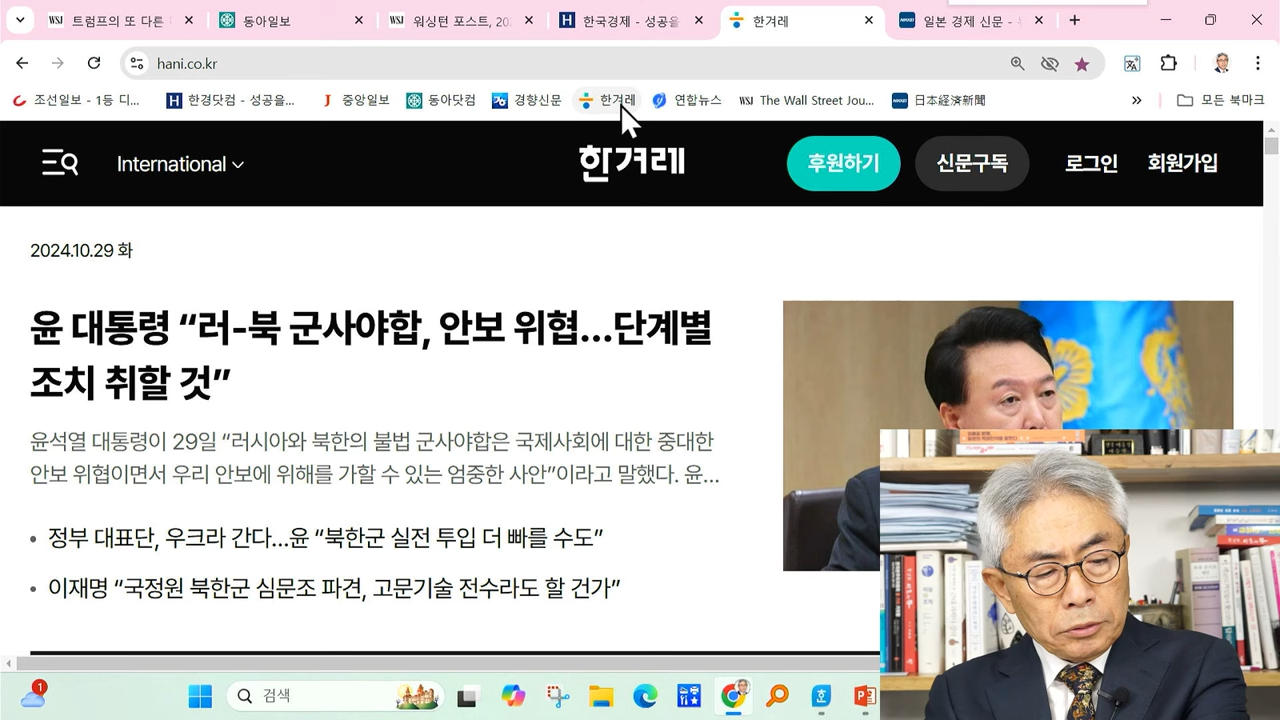 WSJ 트럼프의 또 다른
동아일보
WSJ 워싱턴 포스트, 202
H 한국경제 - 성공을
한겨레
NIKKEI 일본 경제 신문 -
hani.co.kr
조선일보 - 1등 디...
H 한경닷컴 - 성공을...
J 중앙일보
동아닷컴
경향신문
한겨레
연합뉴스
WSJ The Wall Street Jou...
NIKKEI 日本経済新聞
모든 북마크
International
한겨레
후원하기
신문구독
로그인
회원가입
2024.10.29 화
윤 대통령 “러-북 군사야합, 안보 위협…단계별
조치 취할 것”
윤석열 대통령이 29일 “러시아와 북한의 불법 군사야합은 국제사회에 대한 중대한
안보 위협이면서 우리 안보에 위해를 가할 수 있는 엄중한 사안”이라고 말했다. 윤...
• 정부 대표단, 우크라 간다…윤 “북한군 실전 투입 더 빠를 수도”
• 이재명 “국정원 북한군 심문조 파견, 고문기술 전수라도 할 건가”
1
검색